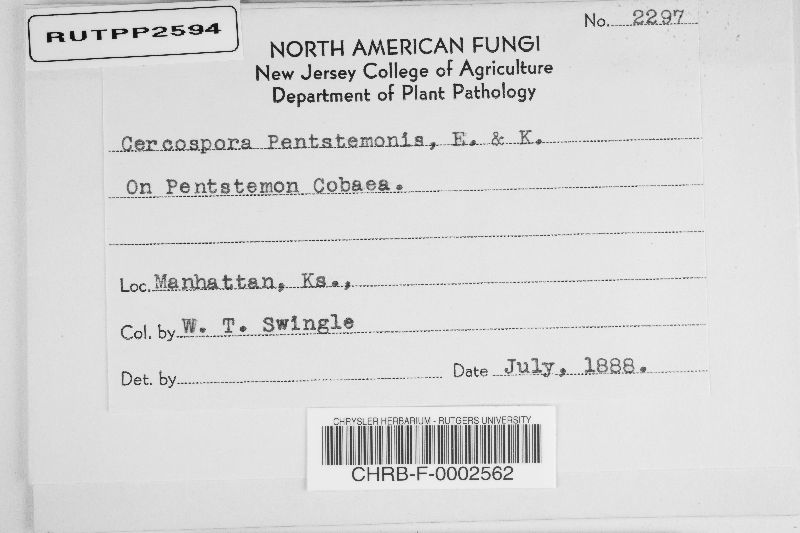 RUTPP2594
No. 2297
NORTH AMERICAN FUNGI
New Jersey College of Agriculture
Department of Plant Pathology
Cercospora Pentstemonis, E. & K.
On Pentstemon Cobaea.
Loc. Manhattan, Ks.,
Col. by W. T. Swingle
Det. by Date July, 1888.
CHRYSLER HERBARIUM - RUTGERS UNIVERSITY
CHRB-F-0002562